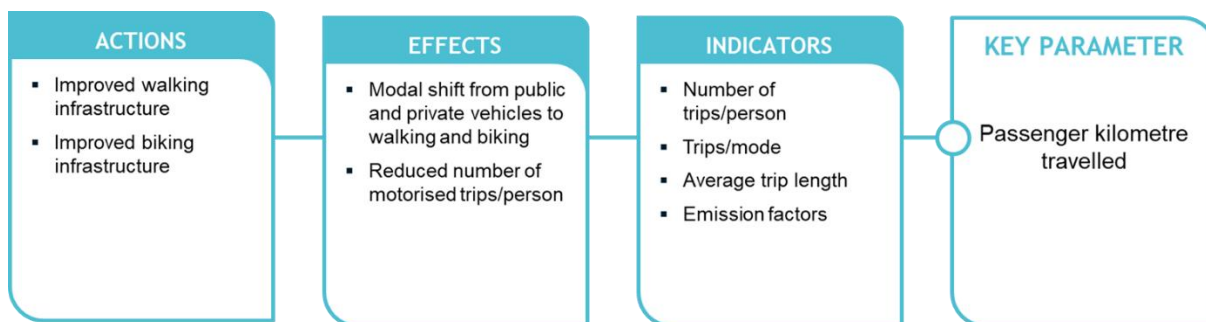 ACTIONS
▪ Improved walking
infrastructure
▪ Improved biking
infrastructure
EFFECTS
▪ Modal shift from public
and private vehicles to
walking and biking
▪ Reduced number of
motorised trips/person
INDICATORS
▪ Number of
trips/person
▪ Trips/mode
▪ Average trip length
▪ Emission factors
KEY PARAMETER
Passenger kilometre
travelled